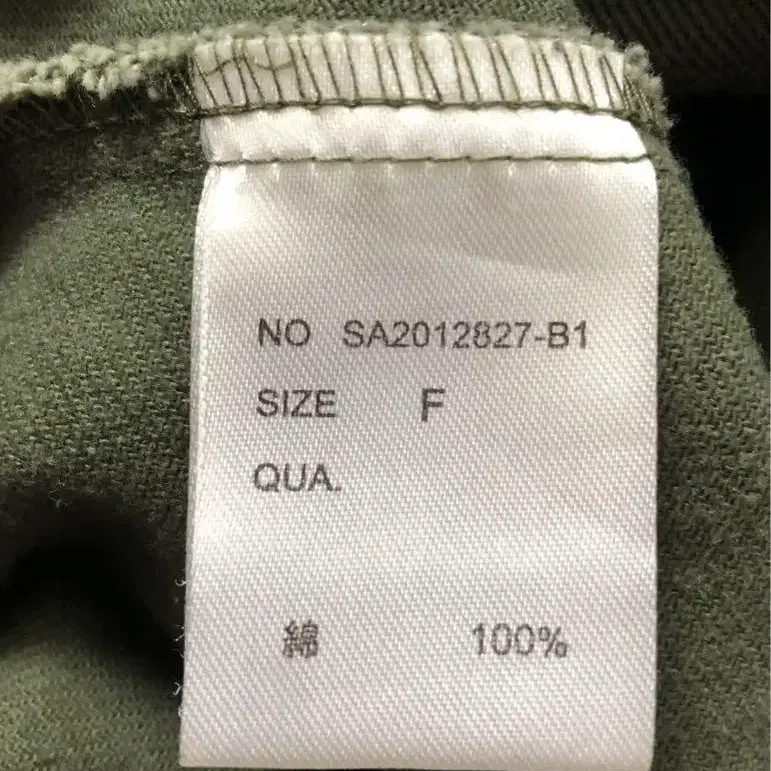 NO SA2012827-B1
SIZE F
QUA.
綿 100%